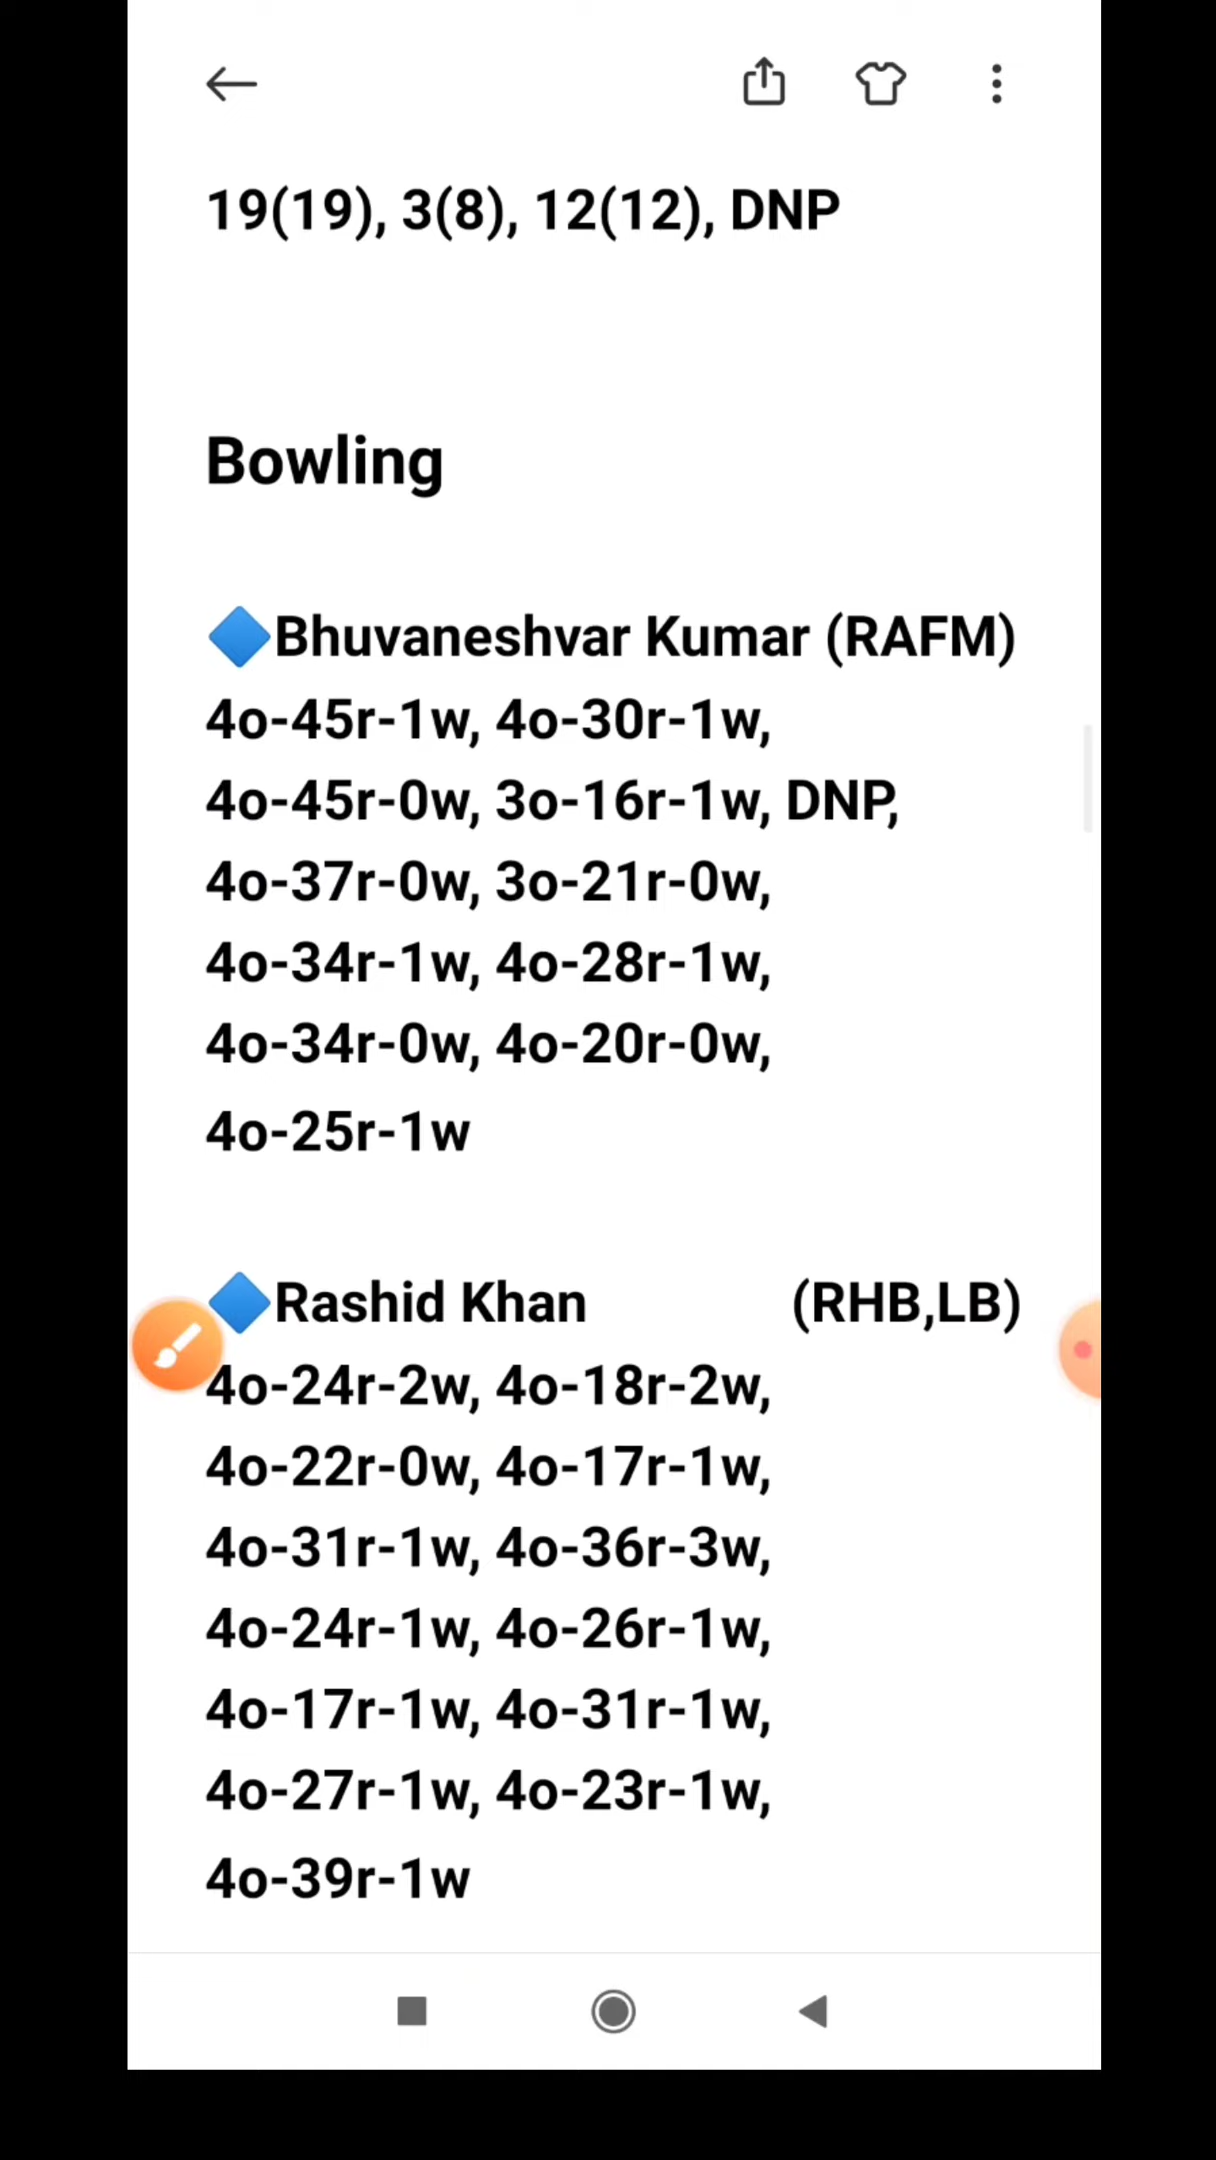 19(19), 3(8), 12(12), DNP
Bowling
🔷Bhuvaneshvar Kumar (RAFM)
4o-45r-1w, 4o-30r-1w,
4o-45r-0w, 3o-16r-1w, DNP,
4o-37r-0w, 3o-21r-0w,
4o-34r-1w, 4o-28r-1w,
4o-34r-0w, 4o-20r-0w,
4o-25r-1w
🔷Rashid Khan (RHB,LB)
4o-24r-2w, 4o-18r-2w,
4o-22r-0w, 4o-17r-1w,
4o-31r-1w, 4o-36r-3w,
4o-24r-1w, 4o-26r-1w,
4o-17r-1w, 4o-31r-1w,
4o-27r-1w, 4o-23r-1w,
4o-39r-1w